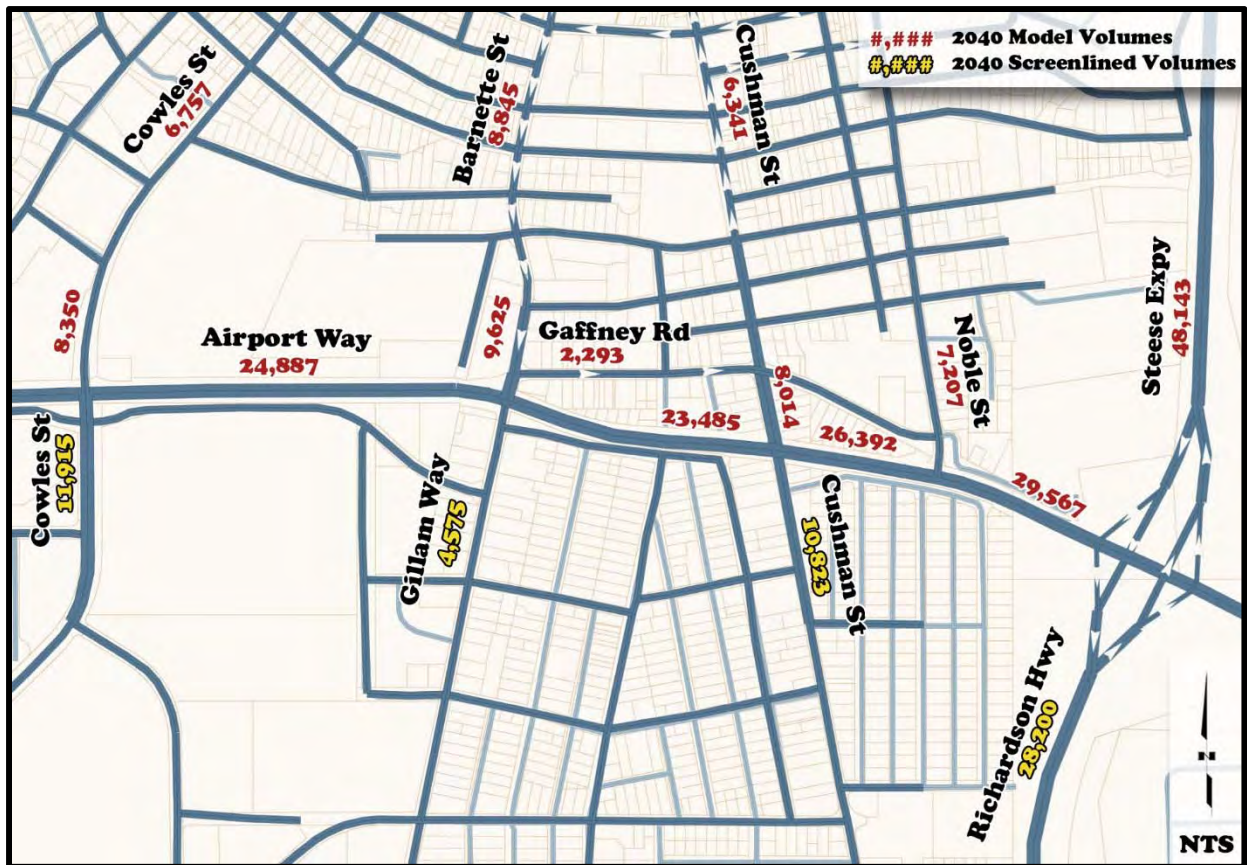 #,### 2040 Model Volumes
#,### 2040 Screenlined Volumes
Cowles St
6,757
Barnette St
8,845
Cushman St
6,341
8,350
Airport Way
24,887
9,625
Gaffney Rd
2,293
Noble St
7,207
Steese Expy
48,143
23,485
8,014
26,392
29,567
Cowles St
11,915
Gillam Way
4,575
Cushman St
10,823
Richardson Hwy
28,200
N
NTS